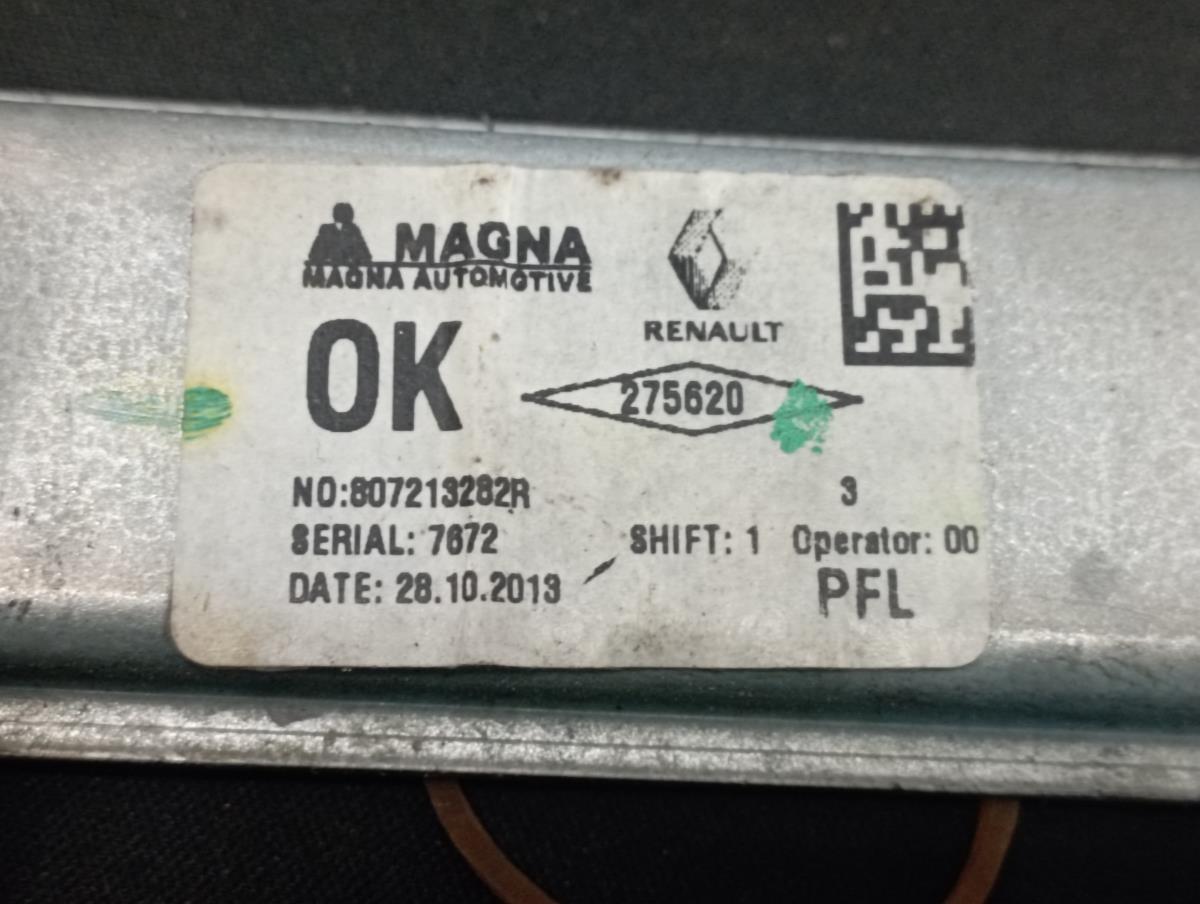 MAGNA
MAGNA AUTOMOTIVE
RENAULT
OK
275620
NO:807213282R 3
SERIAL: 7672 SHIFT: 1 Operator: 00
DATE: 28.10.2013 PFL